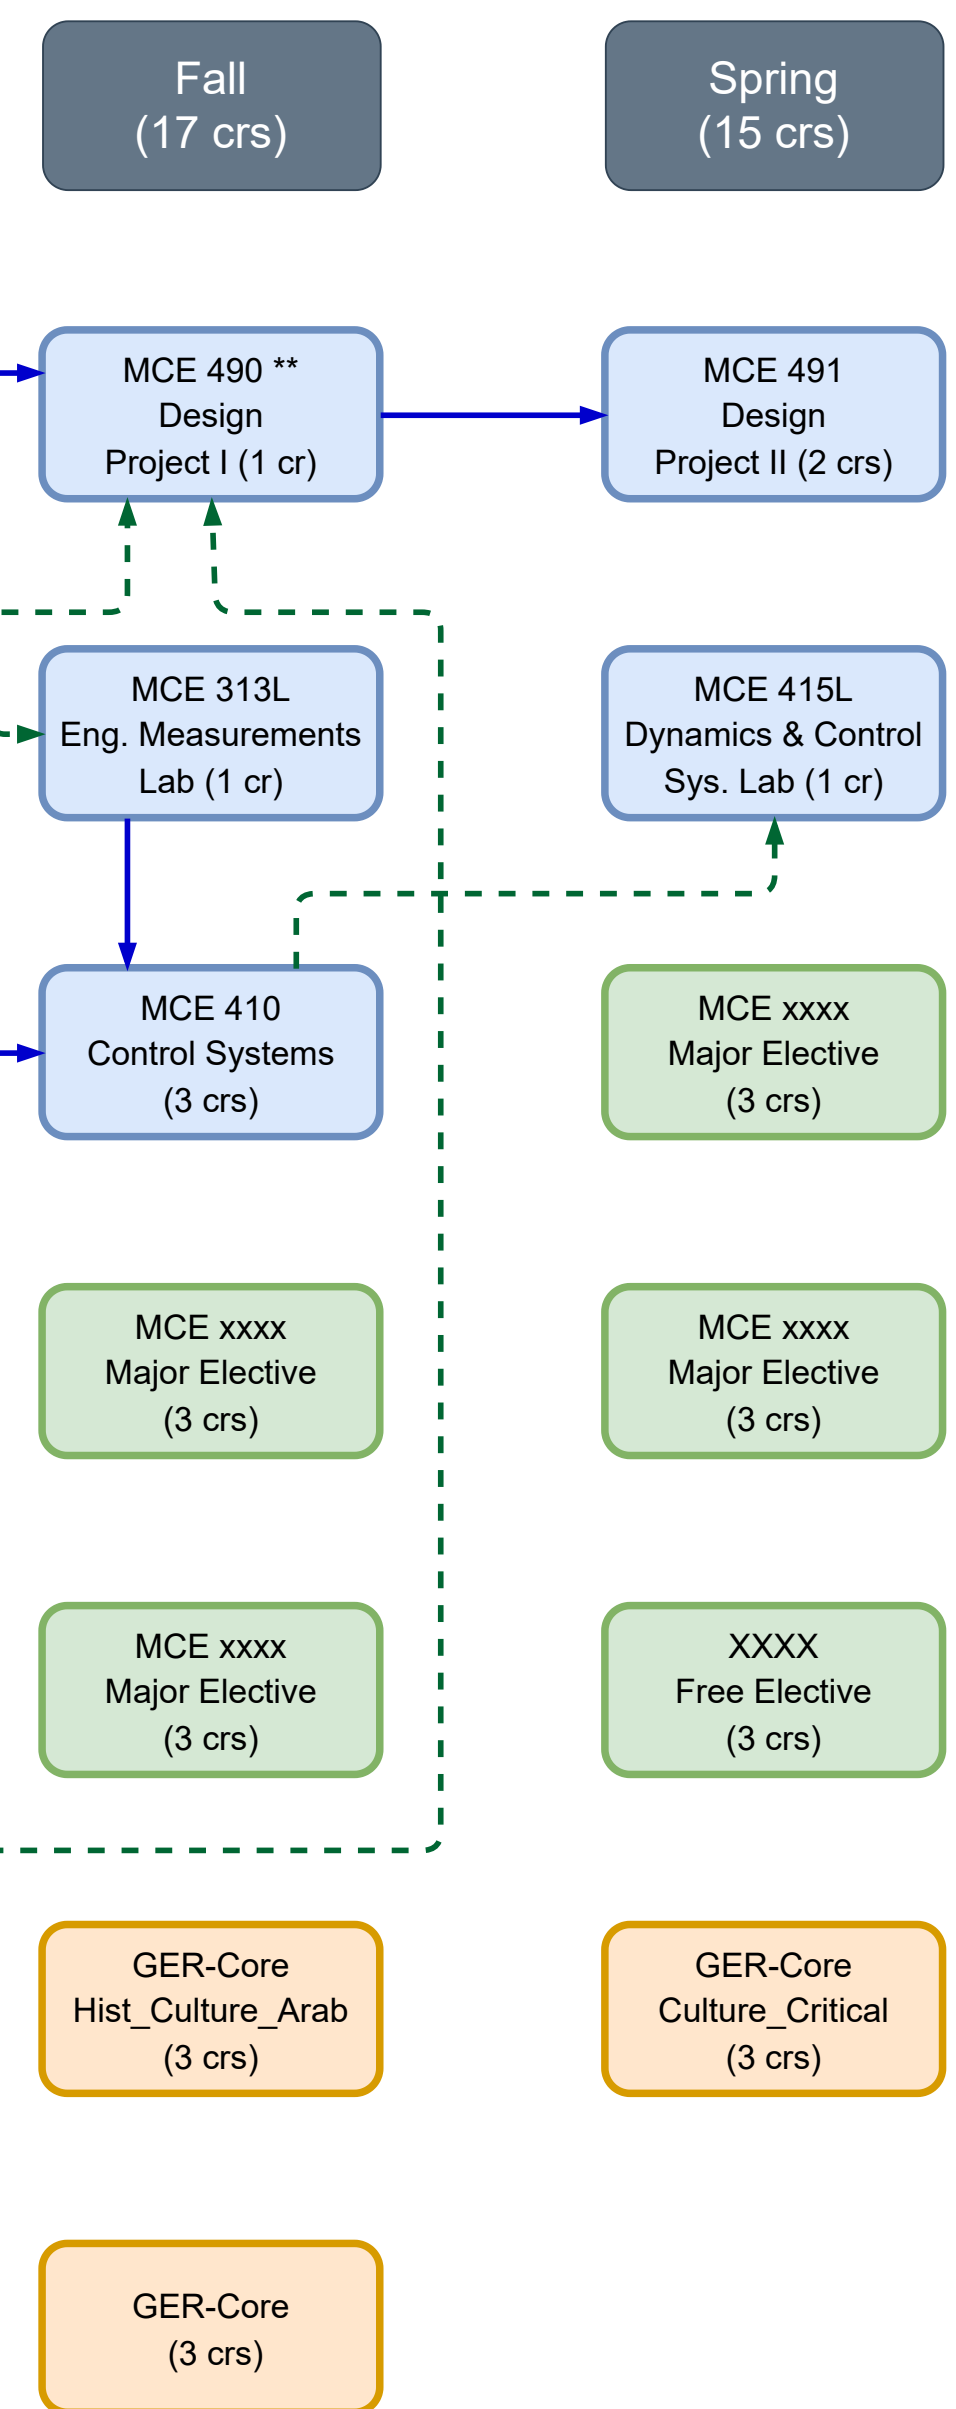 Fall
(17 crs)
Spring
(15 crs)
MCE 490 **
Design
Project I (1 cr)
MCE 491
Design
Project II (2 crs)
MCE 313L
Eng. Measurements
Lab (1 cr)
MCE 415L
Dynamics & Control
Sys. Lab (1 cr)
MCE 410
Control Systems
(3 crs)
MCE xxxx
Major Elective
(3 crs)
MCE xxxx
Major Elective
(3 crs)
MCE xxxx
Major Elective
(3 crs)
MCE xxxx
Major Elective
(3 crs)
XXXX
Free Elective
(3 crs)
GER-Core
Hist_Culture_Arab
(3 crs)
GER-Core
Culture_Critical
(3 crs)
GER-Core
(3 crs)